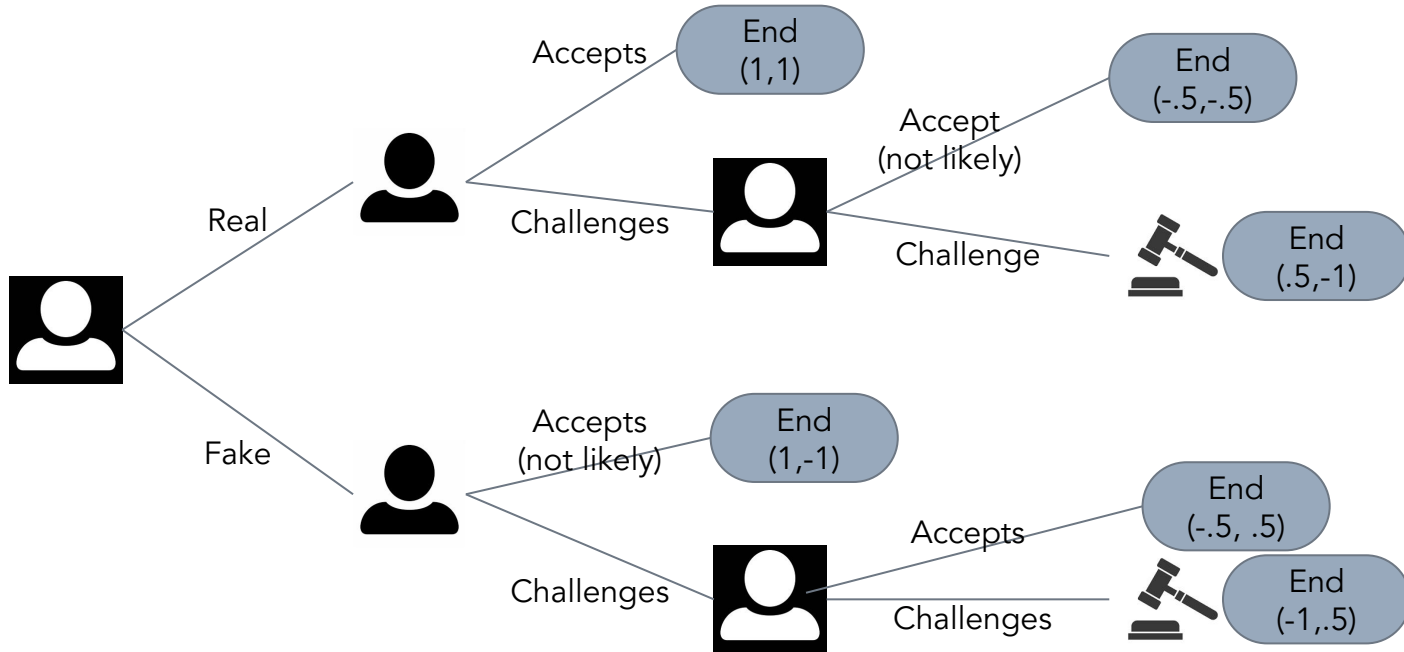 Accepts
End
(1,1)
End
(-.5,-.5)
Accept
(not likely)
Real
Challenges
Challenge
End
(.5,-1)
Fake
Accepts
(not likely)
End
(1,-1)
Challenges
Accepts
End
(-.5, .5)
Challenges
End
(-1,.5)